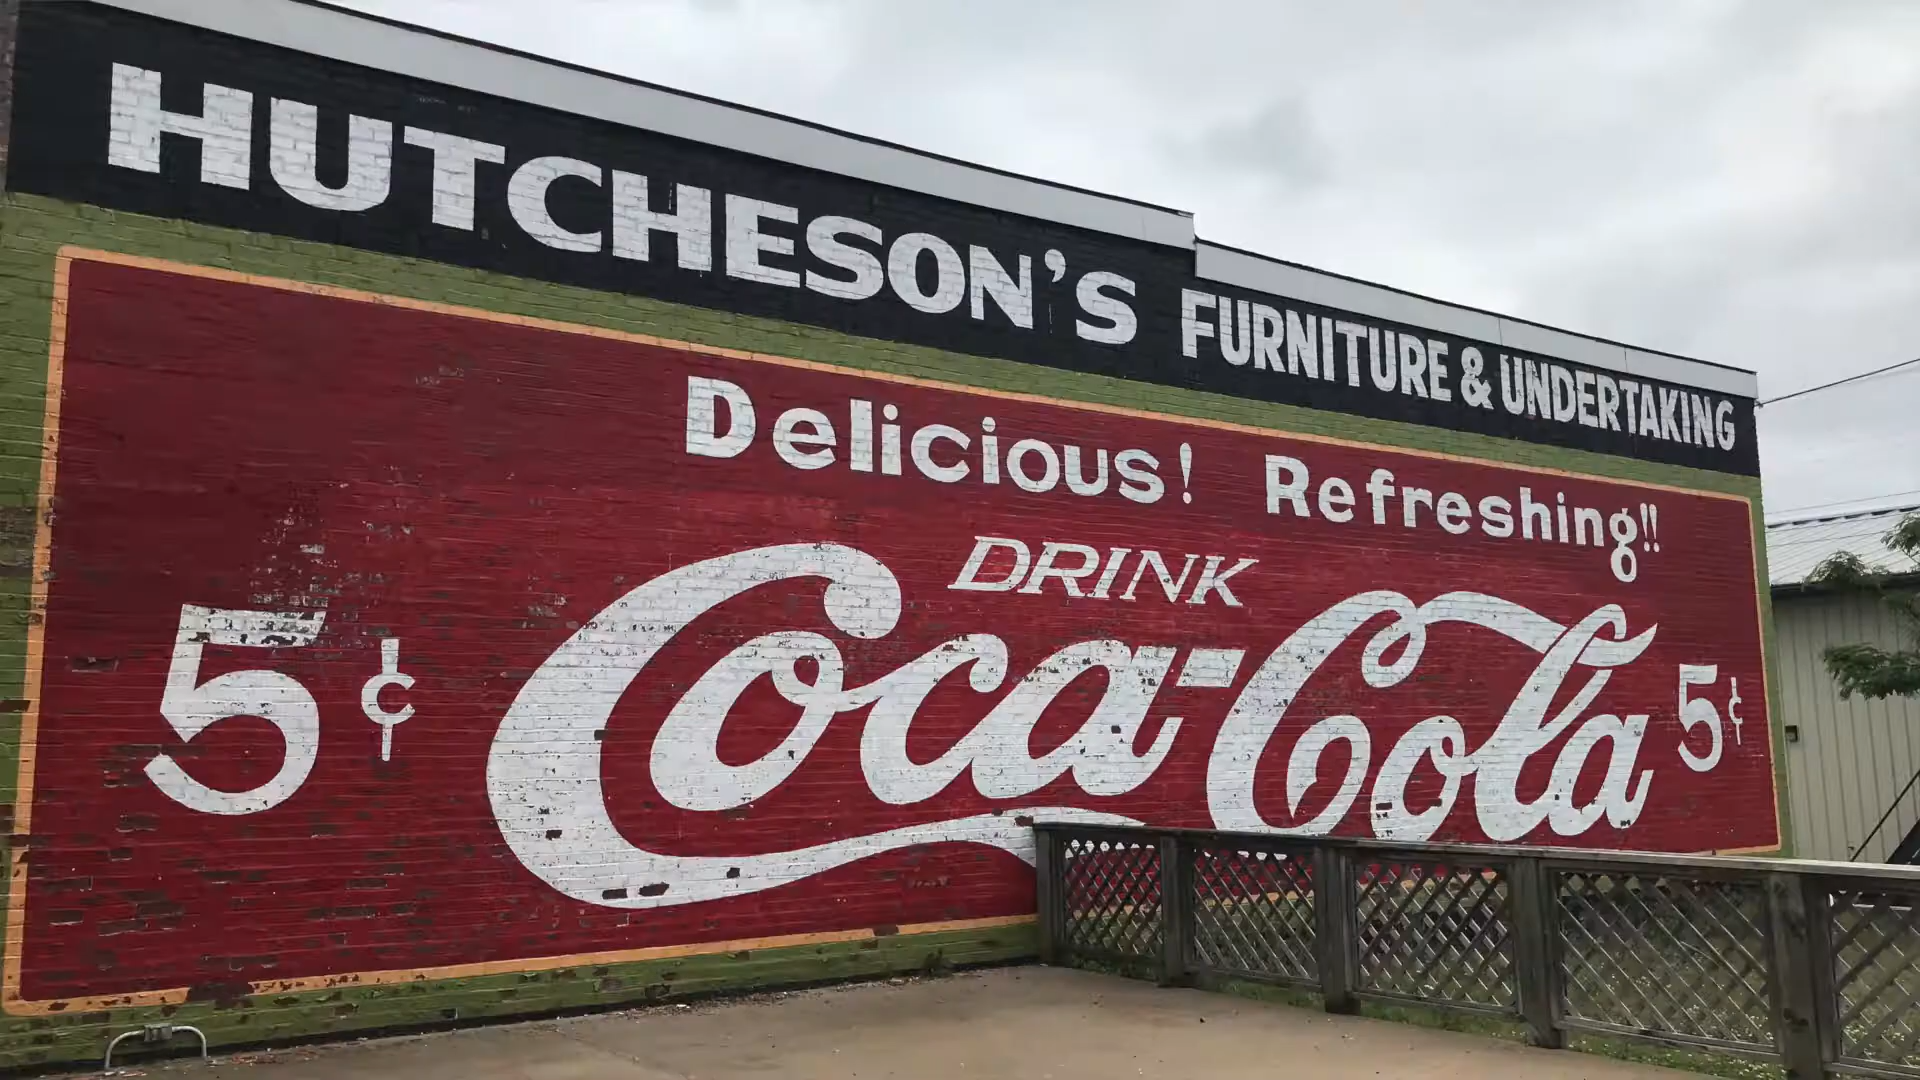 HUTCHESON'S FURNITURE & UNDERTAKING
Delicious! Refreshing!!
DRINK
5¢ Coca-Cola 5¢